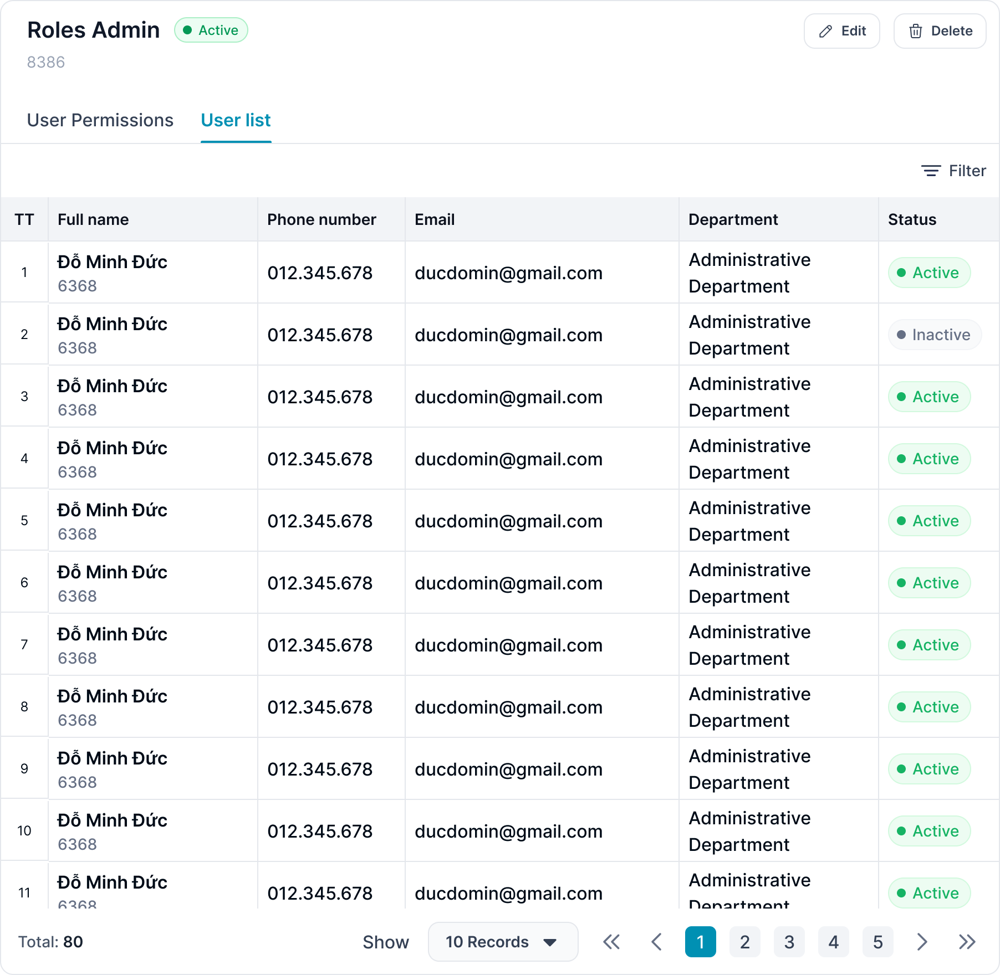 Roles Admin Active Edit Delete
8386
User Permissions User list
Filter
TT Full name Phone number Email Department Status
1 Đỗ Minh Đức 6368 012.345.678 ducdomin@gmail.com Administrative Department Active
2 Đỗ Minh Đức 6368 012.345.678 ducdomin@gmail.com Administrative Department Inactive
3 Đỗ Minh Đức 6368 012.345.678 ducdomin@gmail.com Administrative Department Active
4 Đỗ Minh Đức 6368 012.345.678 ducdomin@gmail.com Administrative Department Active
5 Đỗ Minh Đức 6368 012.345.678 ducdomin@gmail.com Administrative Department Active
6 Đỗ Minh Đức 6368 012.345.678 ducdomin@gmail.com Administrative Department Active
7 Đỗ Minh Đức 6368 012.345.678 ducdomin@gmail.com Administrative Department Active
8 Đỗ Minh Đức 6368 012.345.678 ducdomin@gmail.com Administrative Department Active
9 Đỗ Minh Đức 6368 012.345.678 ducdomin@gmail.com Administrative Department Active
10 Đỗ Minh Đức 6368 012.345.678 ducdomin@gmail.com Administrative Department Active
11 Đỗ Minh Đức 6368 012.345.678 ducdomin@gmail.com Administrative Department Active
Total: 80 Show 10 Records 1 2 3 4 5